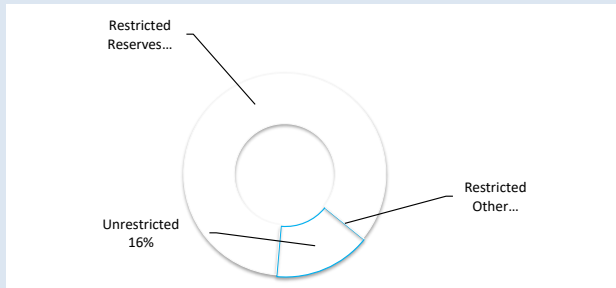 Restricted
Reserves...
Restricted
Other...
Unrestricted
16%